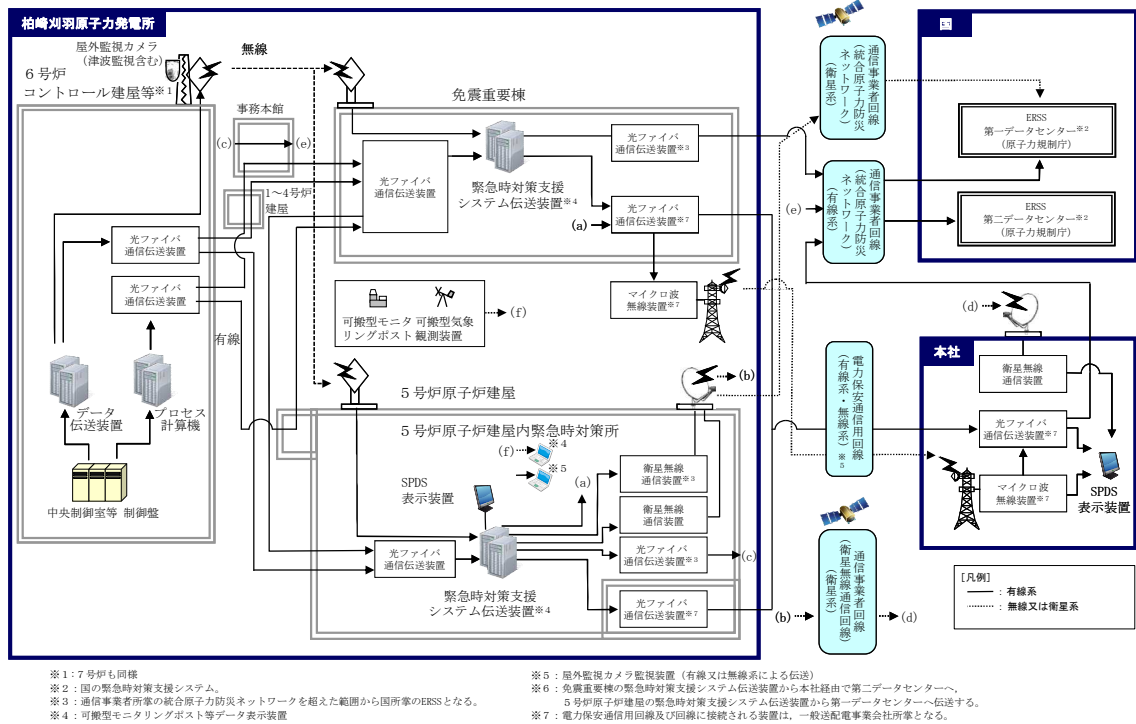 柏崎刈羽原子力発電所
屋外監視カメラ
(津波監視含む)
無線
6号炉
コントロール建屋等※1
事務本館
(c)
(e)
1~4号炉
建屋
光ファイバ
通信伝送装置
光ファイバ
通信伝送装置
有線
データ
伝送装置
プロセス
計算機
中央制御室等 制御盤
免震重要棟
光ファイバ
通信伝送装置
緊急時対策支援
システム伝送装置※4
光ファイバ
通信伝送装置※3
(a)
光ファイバ
通信伝送装置※7
マイクロ波
無線装置※7
可搬型モニタ
リングポスト
可搬型気象
観測装置
(f)
(b)
5号炉原子炉建屋
5号炉原子炉建屋内緊急時対策所
(f)
※4
※5
SPDS
表示装置
(a)
衛星無線
通信装置※3
衛星無線
通信装置
光ファイバ
通信伝送装置
光ファイバ
通信伝送装置※3
(c)
緊急時対策支援
システム伝送装置※4
光ファイバ
通信伝送装置※7
通信事業者回線
(統合原子力防災
ネットワーク)
(衛星系)
(e)
通信事業者回線
(統合原子力防災
ネットワーク)
(有線系)
電力保安通信用回線
(有線系・無線系)※5
(b)
通信事業者回線
(衛星無線通信回線)
(衛星系)
(d)
国
ERSS
第一データセンター※2
(原子力規制庁)
ERSS
第二データセンター※2
(原子力規制庁)
(d)
本社
衛星無線
通信装置
光ファイバ
通信伝送装置※7
マイクロ波
無線装置※7
SPDS
表示装置
[凡例]
:有線系
:無線又は衛星系
※1:7号炉も同様
※2:国の緊急時対策支援システム。
※3:通信事業者所掌の統合原子力防災ネットワークを超えた範囲から国所掌のERSSとなる。
※4:可搬型モニタリングポスト等データ表示装置
※5:屋外監視カメラ監視装置(有線又は無線系による伝送)
※6:免震重要棟の緊急時対策支援システム伝送装置から本社経由で第二データセンターへ,
5号炉原子炉建屋の緊急時対策支援システム伝送装置から第一データセンターへ伝送する。
※7:電力保安通信用回線及び回線に接続される装置は,一般送配電事業会社所掌となる。